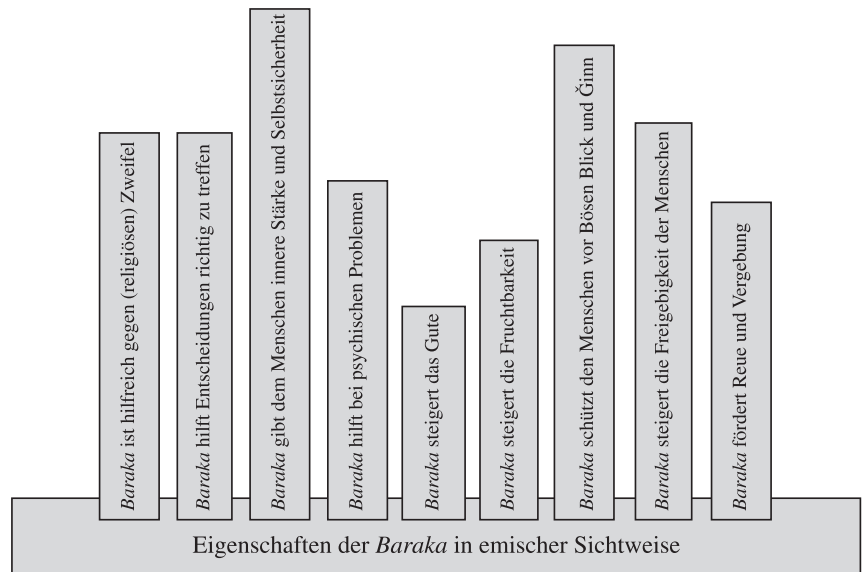 Baraka ist hilfreich gegen (religiösen) Zweifel
Baraka hilft Entscheidungen richtig zu treffen
Baraka gibt dem Menschen innere Stärke und Selbstsicherheit
Baraka hilft bei psychischen Problemen
Baraka steigert das Gute
Baraka steigert die Fruchtbarkeit
Baraka schützt den Menschen vor Bösen Blick und Ǧinn
Baraka steigert die Freigebigkeit der Menschen
Baraka fördert Reue und Vergebung
Eigenschaften der Baraka in emischer Sichtweise